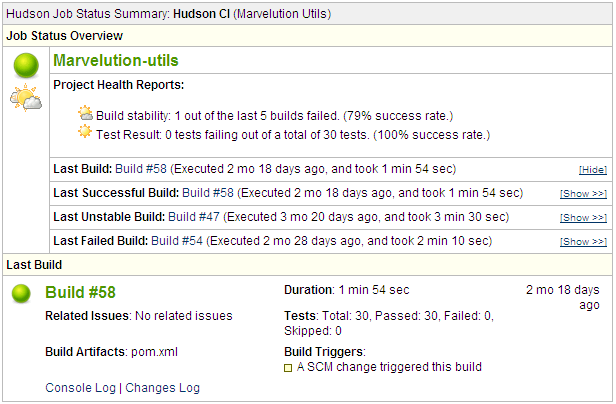 Hudson Job Status Summary: Hudson CI (Marvelution Utils)
Job Status Overview
Marvelution-utils
Project Health Reports:
Build stability: 1 out of the last 5 builds failed. (79% success rate.)
Test Result: 0 tests failing out of a total of 30 tests. (100% success rate.)
Last Build: Build #58 (Executed 2 mo 18 days ago, and took 1 min 54 sec) [Hide]
Last Successful Build: Build #58 (Executed 2 mo 18 days ago, and took 1 min 54 sec) [Show >>]
Last Unstable Build: Build #47 (Executed 3 mo 20 days ago, and took 3 min 30 sec) [Show >>]
Last Failed Build: Build #54 (Executed 2 mo 28 days ago, and took 2 min 10 sec) [Show >>]
Last Build
Build #58
Duration: 1 min 54 sec
2 mo 18 days
ago
Related Issues: No related issues
Tests: Total: 30, Passed: 30, Failed: 0,
Skipped: 0
Build Artifacts: pom.xml
Build Triggers:
A SCM change triggered this build
Console Log | Changes Log